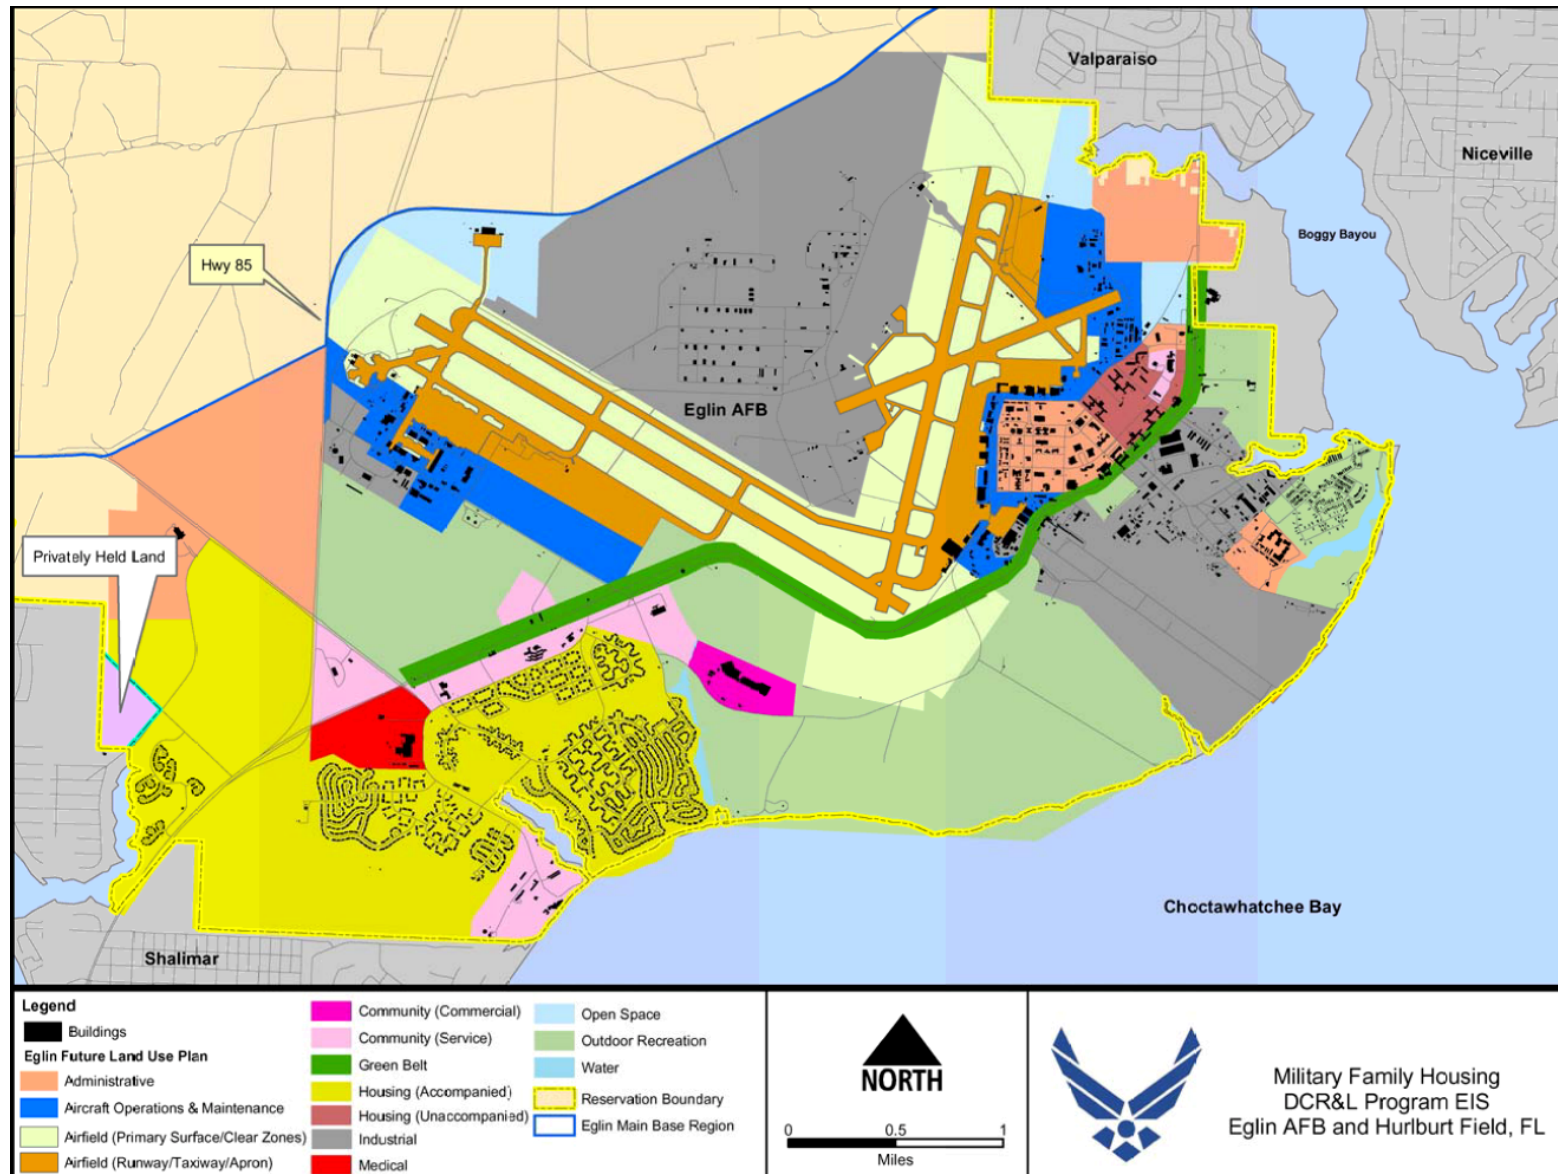 Valparaiso
Niceville
Boggy Bayou
Hwy 85
Eglin AFB
Privately Held Land
Choctawhatchee Bay
Shalimar
Legend
Buildings
Eglin Future Land Use Plan
Administrative
Aircraft Operations & Maintenance
Airfield (Primary Surface/Clear Zones)
Airfield (Runway/Taxiway/Apron)
Community (Commercial)
Community (Service)
Green Belt
Housing (Accompanied)
Housing (Unaccompanied)
Industrial
Medical
Open Space
Outdoor Recreation
Water
Reservation Boundary
Eglin Main Base Region
NORTH
0 0.5 1
Miles
Military Family Housing
DCR&L Program EIS
Eglin AFB and Hurlburt Field, FL